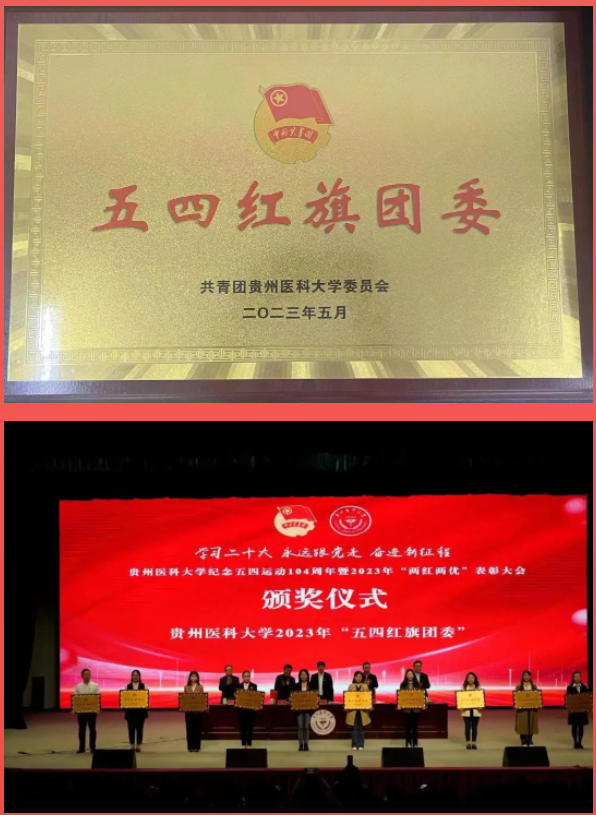 中国共青团
五四红旗团委
共青团贵州医科大学委员会
二〇二三年五月
学习二十大 永远跟党走 奋进新征程
贵州医科大学纪念五四运动104周年暨2023年“两红两优”表彰大会
颁奖仪式
贵州医科大学2023年“五四红旗团委”